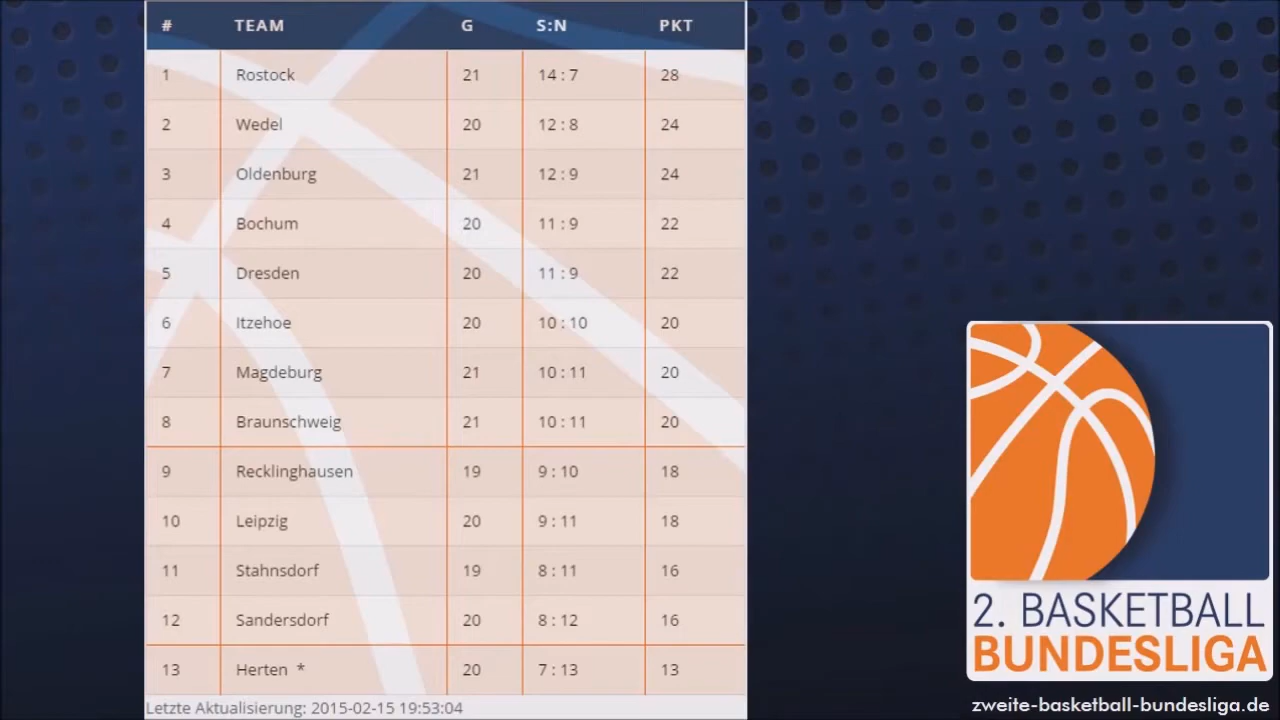 # TEAM G S:N PKT
1 Rostock 21 14 : 7 28
2 Wedel 20 12 : 8 24
3 Oldenburg 21 12 : 9 24
4 Bochum 20 11 : 9 22
5 Dresden 20 11 : 9 22
6 Itzehoe 20 10 : 10 20
7 Magdeburg 21 10 : 11 20
8 Braunschweig 21 10 : 11 20
9 Recklinghausen 19 9 : 10 18
10 Leipzig 20 9 : 11 18
11 Stahnsdorf 19 8 : 11 16
12 Sandersdorf 20 8 : 12 16
13 Herten * 20 7 : 13 13
Letzte Aktualisierung: 2015-02-15 19:53:04
2. BASKETBALL
BUNDESLIGA
zweite-basketball-bundesliga.de